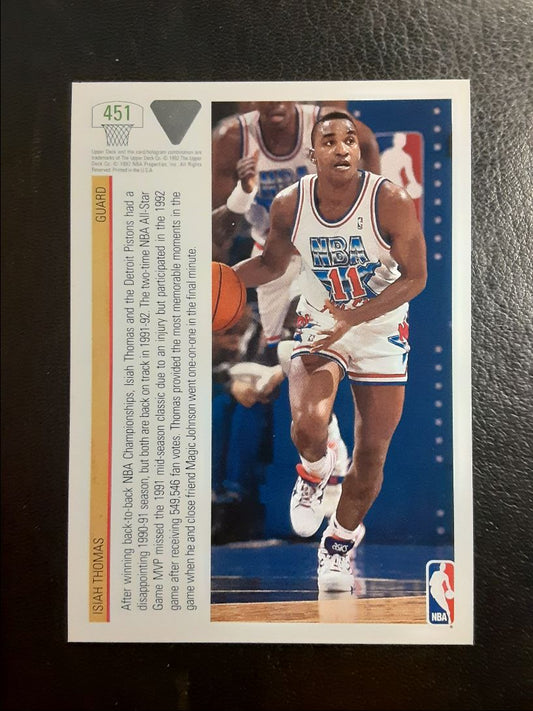 451
Upper Deck and the card/hologram combination are
trademarks of The Upper Deck Co. © 1992 The Upper
Deck Co. © 1992 NBA Properties, Inc. All Rights
Reserved. Printed in the U.S.A.
ISIAH THOMAS GUARD
After winning back-to-back NBA Championships, Isiah Thomas and the Detroit Pistons had a
disappointing 1990-91 season, but both are back on track in 1991-92. The two-time NBA All-Star
Game MVP missed the 1991 mid-season classic due to an injury but participated in the 1992
game after receiving 549,546 fan votes. Thomas provided the most memorable moments in the
game when he and close friend Magic Johnson went one-on-one in the final minute.
NBA
NBA
11
ASICS
NBA